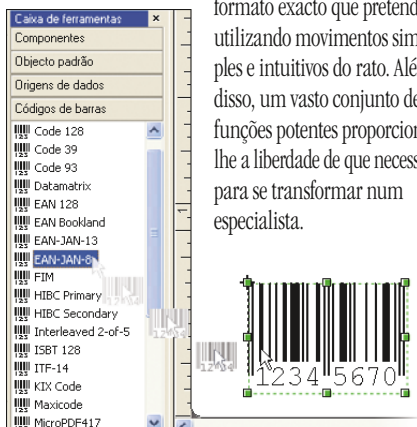 Caixa de ferramentas
Componentes
Objecto padrão
Origens de dados
Códigos de barras
Code 128
Code 39
Code 93
Datamatrix
EAN 128
EAN Bookland
EAN-JAN-13
EAN-JAN-8
FIM
HIBC Primary
HIBC Secondary
Interleaved 2-of-5
ISBT 128
ITF-14
KIX Code
Maxicode
MicroPDF417
formato exacto que pretend
utilizando movimentos sim
ples e intuitivos do rato. Alé
disso, um vasto conjunto de
funções potentes proporcion
lhe a liberdade de que necess
para se transformar num
especialista.
1234 5670